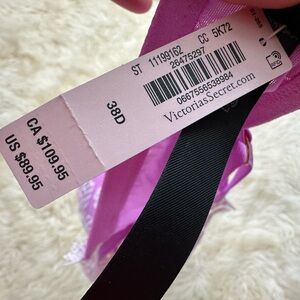 ST 11199162 CC 5K72
26475297
0667556538984
VictoriasSecret.com
38D
CA $109.95
US $89.95